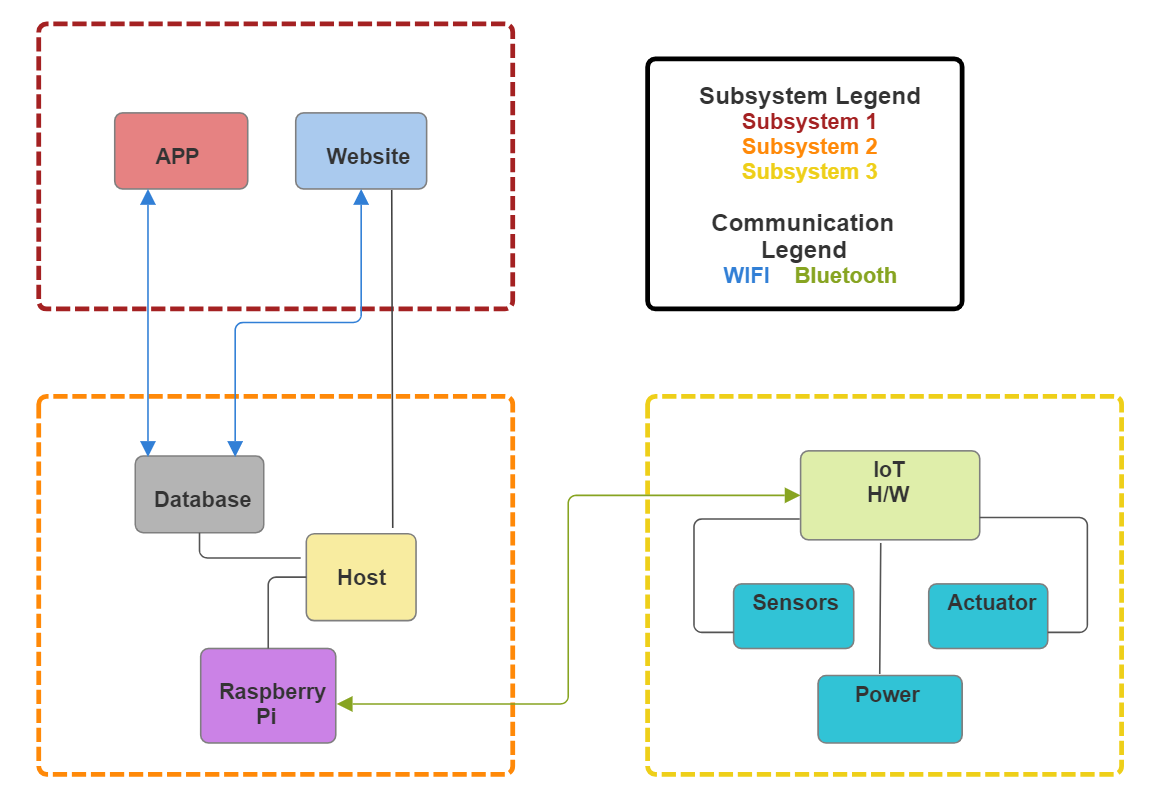 APP
Website
Subsystem Legend
Subsystem 1
Subsystem 2
Subsystem 3
Communication
Legend
WIFI Bluetooth
Database
Host
Raspberry
Pi
IoT
H/W
Sensors
Actuator
Power